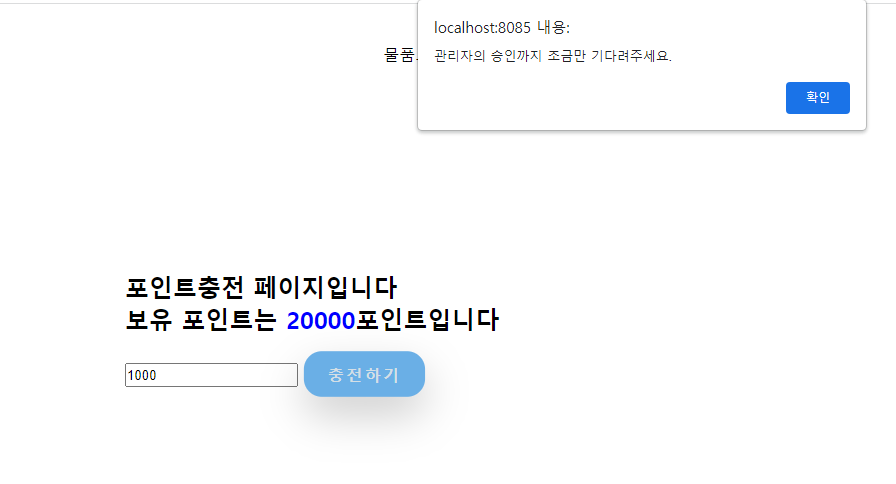 localhost:8085 내용:
물품
관리자의 승인까지 조금만 기다려주세요.
확인
포인트충전 페이지입니다
보유 포인트는 20000포인트입니다
1000 충전하기